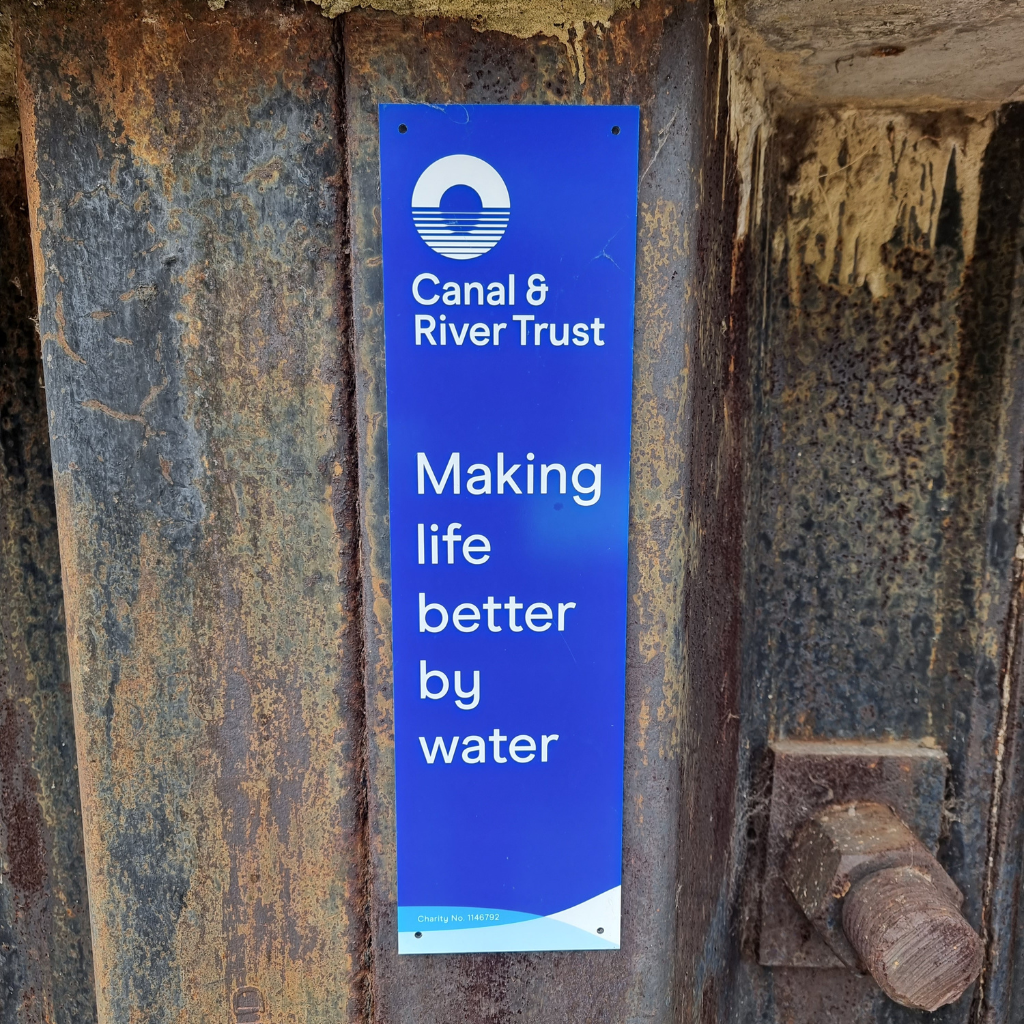 Canal &
River Trust
Making
life
better
by
water
Charity No. 1146792